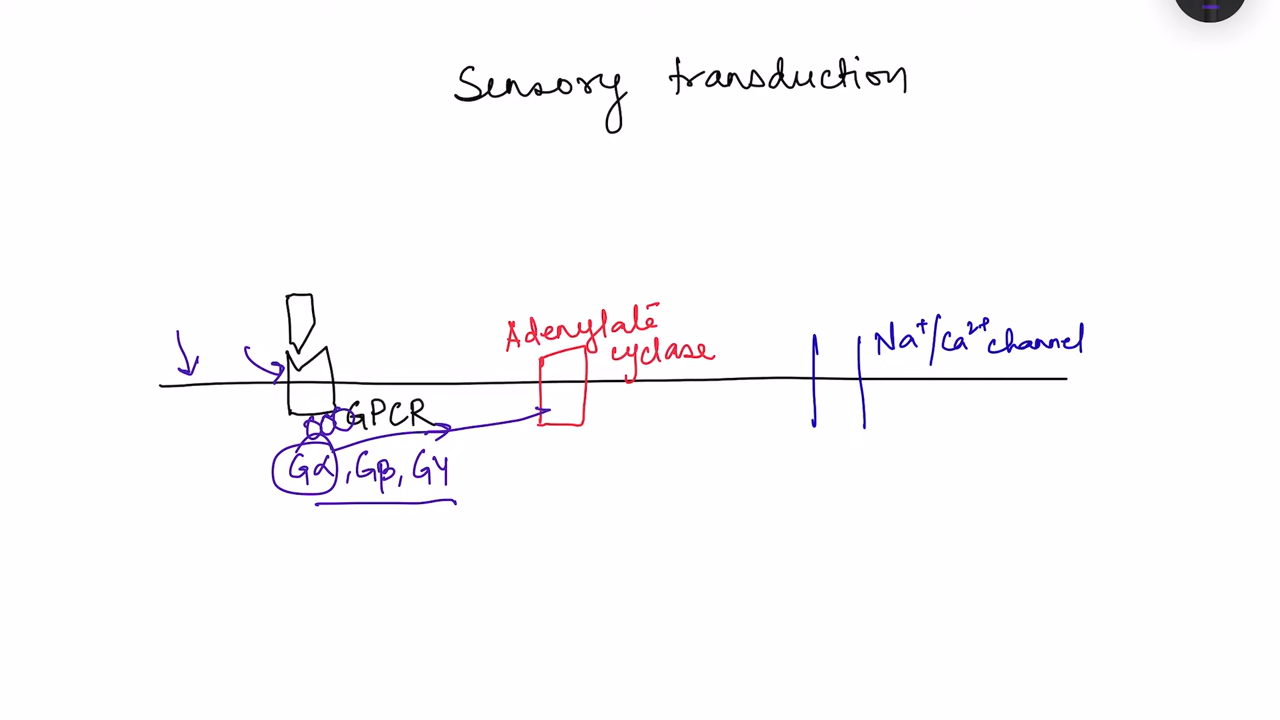 Sensory transduction
Adenylate
cyclase
Na⁺/Ca²⁺ channel
GPCR
Gα, Gβ, Gγ